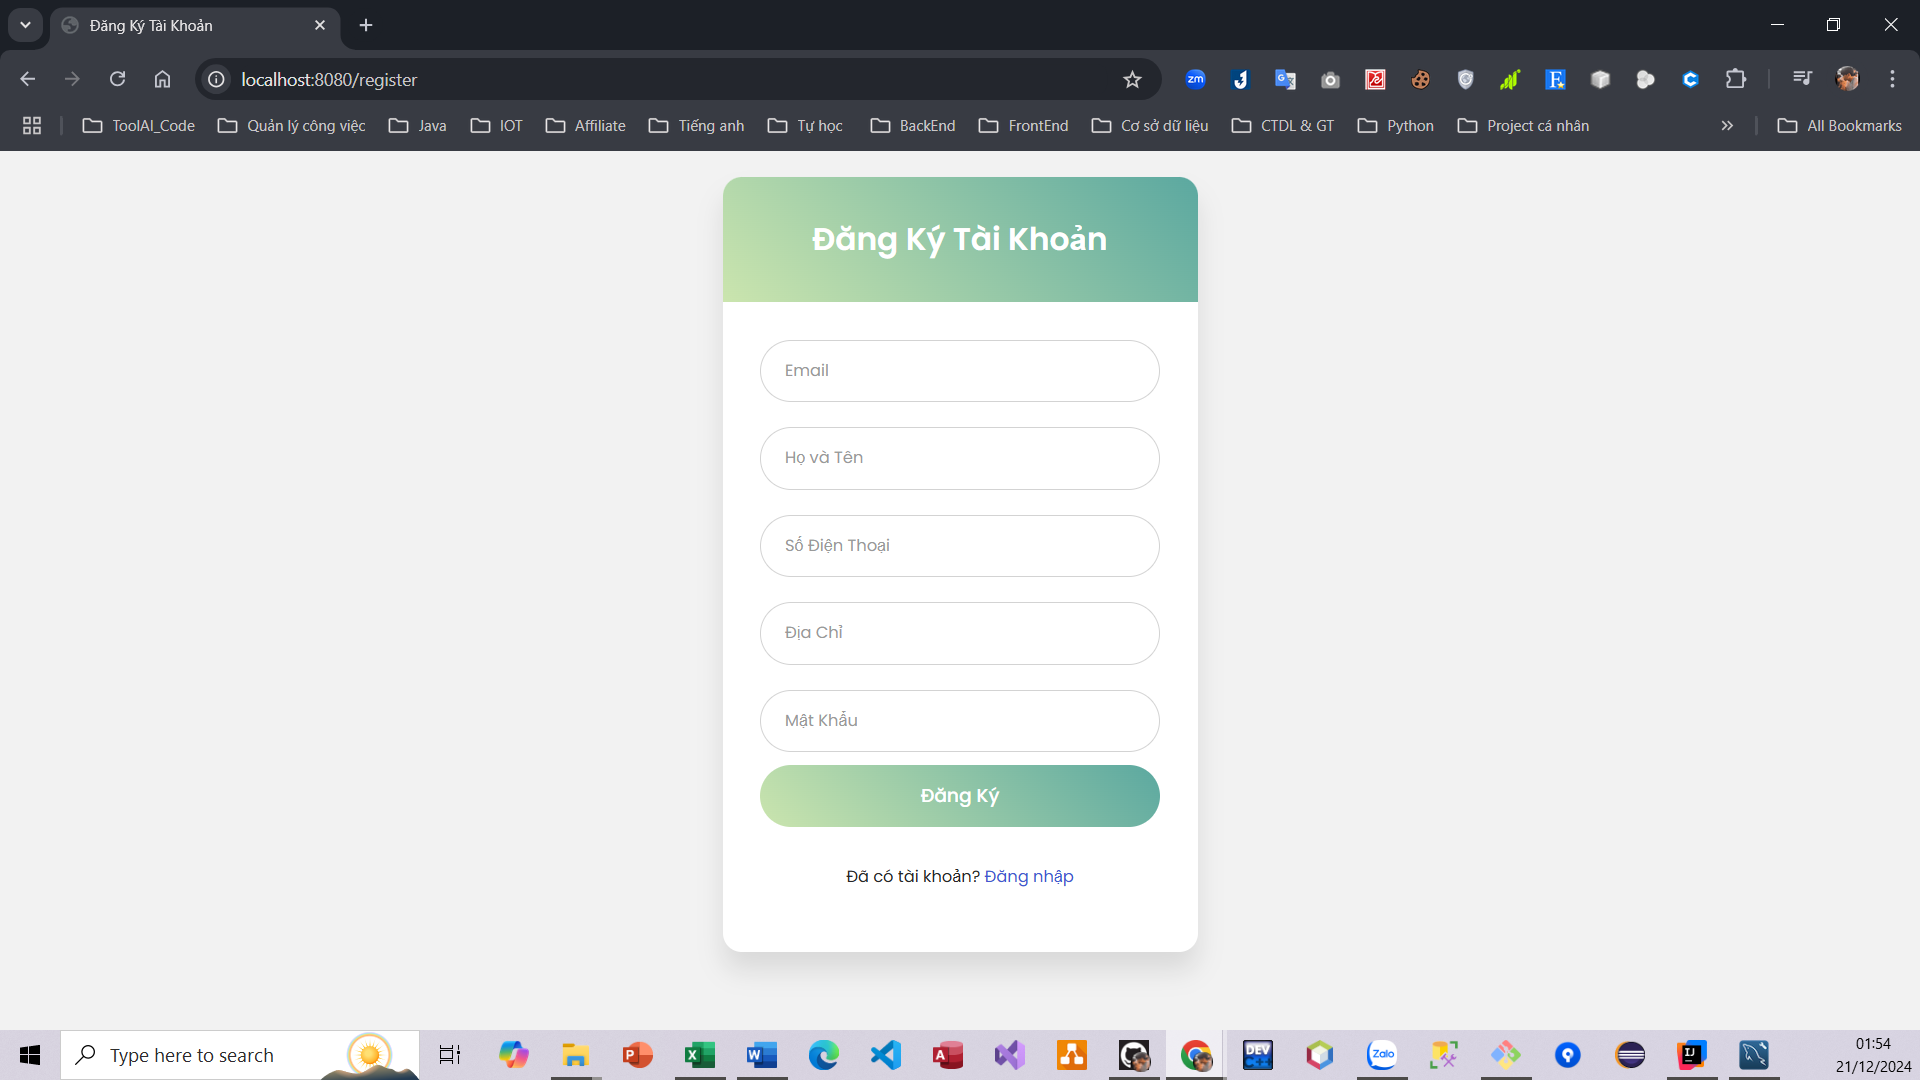 Đăng Ký Tài Khoản
localhost:8080/register
ToolAI_Code Quản lý công việc Java IOT Affiliate Tiếng anh Tự học BackEnd FrontEnd Cơ sở dữ liệu CTDL & GT Python Project cá nhân All Bookmarks
Đăng Ký Tài Khoản
Email
Họ và Tên
Số Điện Thoại
Địa Chỉ
Mật Khẩu
Đăng Ký
Đã có tài khoản? Đăng nhập
Type here to search
01:54
21/12/2024